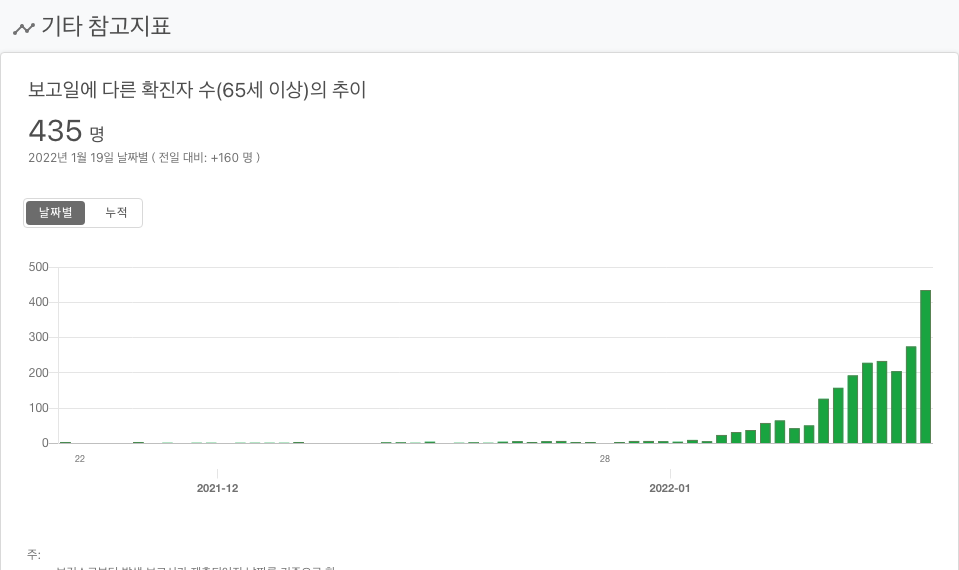 기타 참고지표
보고일에 다른 확진자 수(65세 이상)의 추이
435 명
2022년 1월 19일 날짜별 ( 전일 대비: +160 명 )
날짜별 누적
500
400
300
200
100
0
22 28
2021-12 2022-01
주: